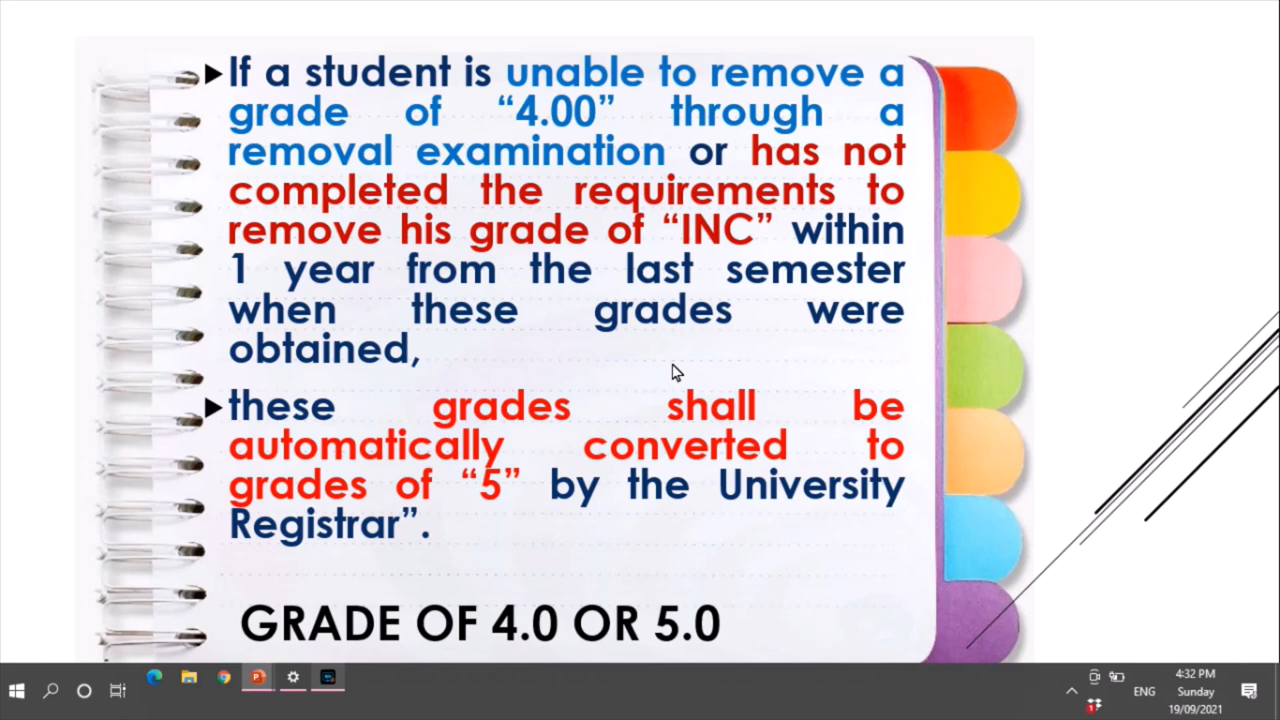 If a student is unable to remove a
grade of “4.00” through a
removal examination or has not
completed the requirements to
remove his grade of “INC” within
1 year from the last semester
when these grades were
obtained,
these grades shall be
automatically converted to
grades of “5” by the University
Registrar”.
GRADE OF 4.0 OR 5.0
4:32 PM
ENG
Sunday
19/09/2021
1